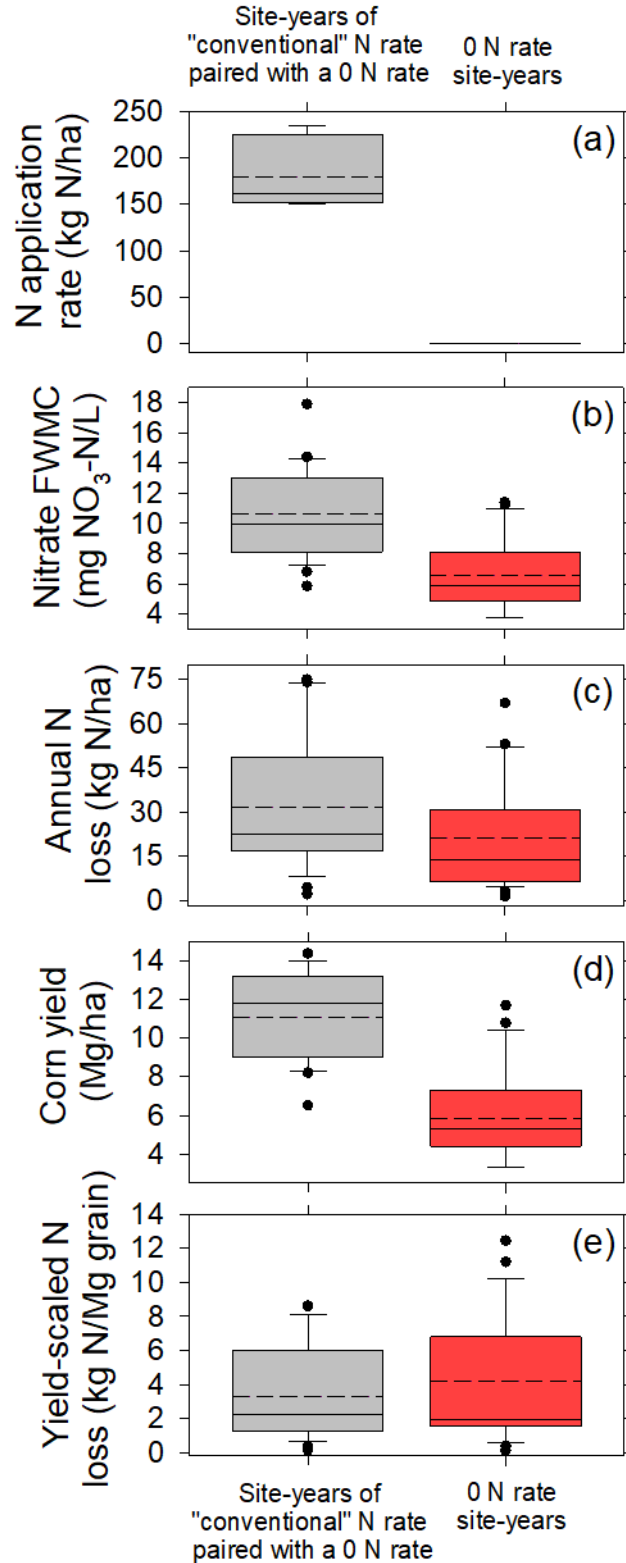 Site-years of
"conventional" N rate
paired with a 0 N rate
0 N rate
site-years
N application
rate (kg N/ha)
250
200
150
100
50
0
(a)
Nitrate FWMC
(mg NO₃-N/L)
18
16
14
12
10
8
6
4
(b)
Annual N
loss (kg N/ha)
75
60
45
30
15
0
(c)
Corn yield
(Mg/ha)
14
12
10
8
6
4
(d)
Yield-scaled N
loss (kg N/Mg grain)
14
12
10
8
6
4
2
0
(e)
Site-years of
"conventional" N rate
paired with a 0 N rate
0 N rate
site-years